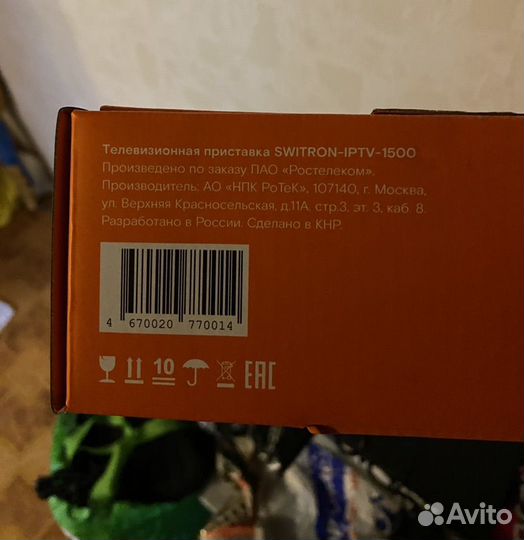 Телевизионная приставка SWITRON-IPTV-1500
Произведено по заказу ПАО «Ростелеком».
Производитель: АО «НПК РоТеК», 107140, г. Москва,
ул. Верхняя Красносельская, д.11А, стр.3, эт. 3, каб. 8.
Разработано в России. Сделано в КНР.
4 670020 770014
10
EAC
Avito